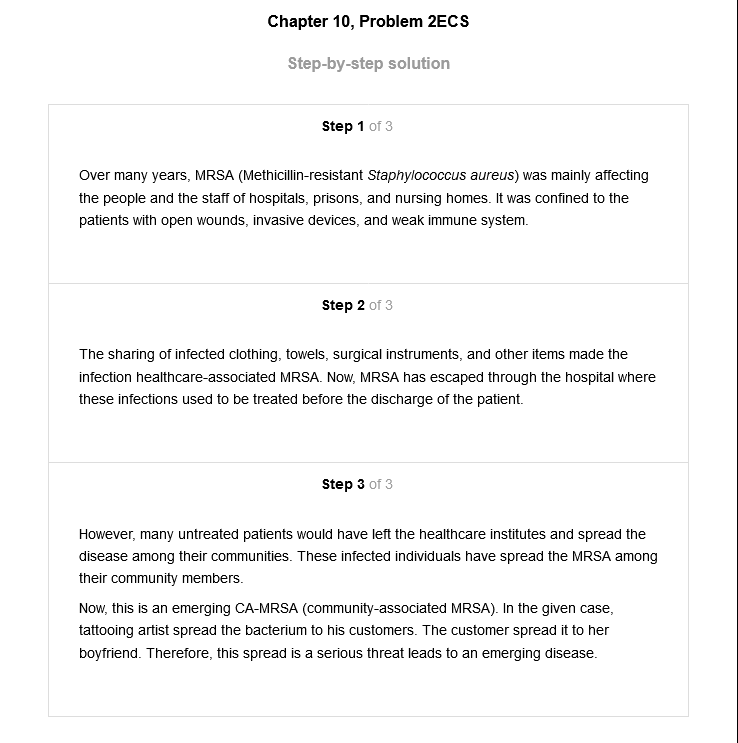 Chapter 10, Problem 2ECS
Step-by-step solution
Step 1 of 3
Over many years, MRSA (Methicillin-resistant Staphylococcus aureus) was mainly affecting
the people and the staff of hospitals, prisons, and nursing homes. It was confined to the
patients with open wounds, invasive devices, and weak immune system.
Step 2 of 3
The sharing of infected clothing, towels, surgical instruments, and other items made the
infection healthcare-associated MRSA. Now, MRSA has escaped through the hospital where
these infections used to be treated before the discharge of the patient.
Step 3 of 3
However, many untreated patients would have left the healthcare institutes and spread the
disease among their communities. These infected individuals have spread the MRSA among
their community members.
Now, this is an emerging CA-MRSA (community-associated MRSA). In the given case,
tattooing artist spread the bacterium to his customers. The customer spread it to her
boyfriend. Therefore, this spread is a serious threat leads to an emerging disease.